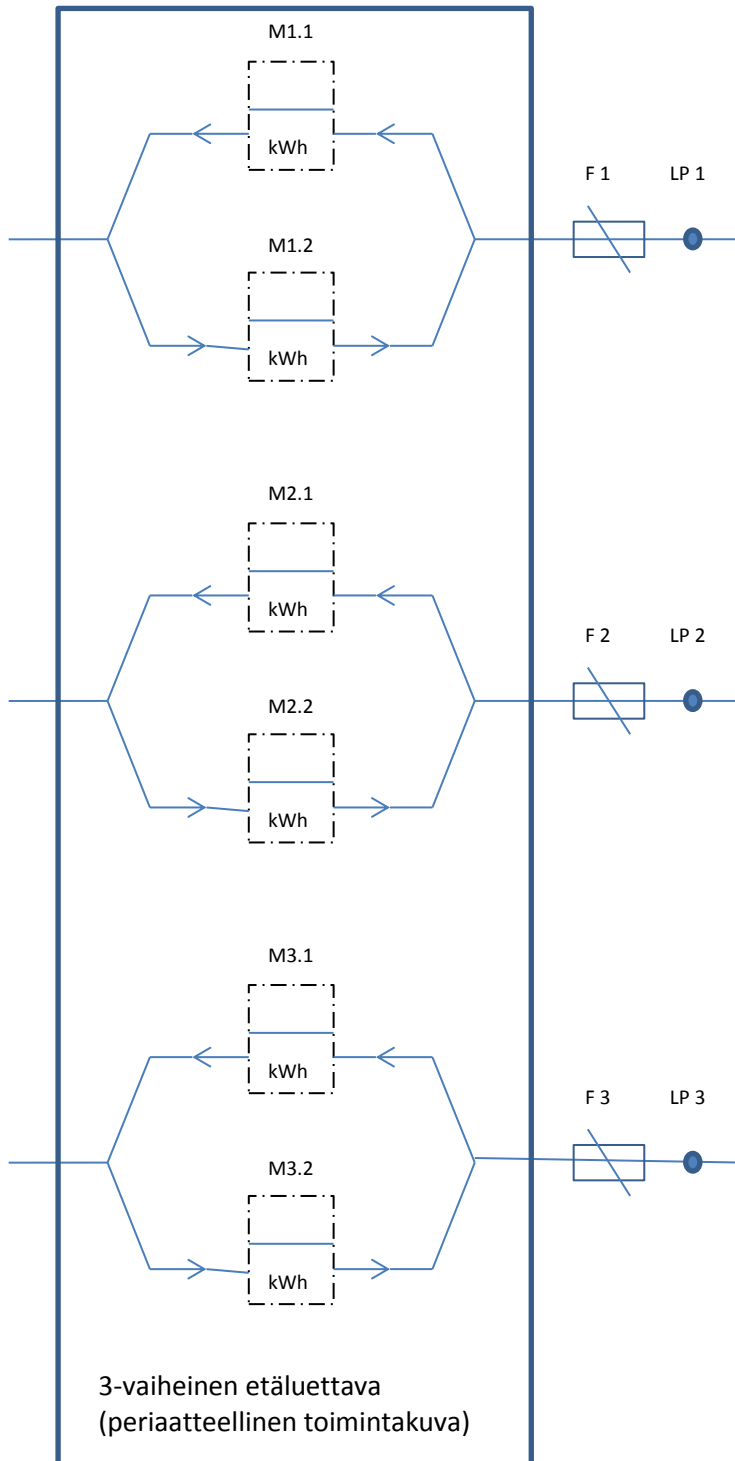 M1.1
kWh
F 1
LP 1
M1.2
kWh
M2.1
kWh
F 2
LP 2
M2.2
kWh
M3.1
kWh
F 3
LP 3
M3.2
kWh
3-vaiheinen etäluettava
(periaatteellinen toimintakuva)